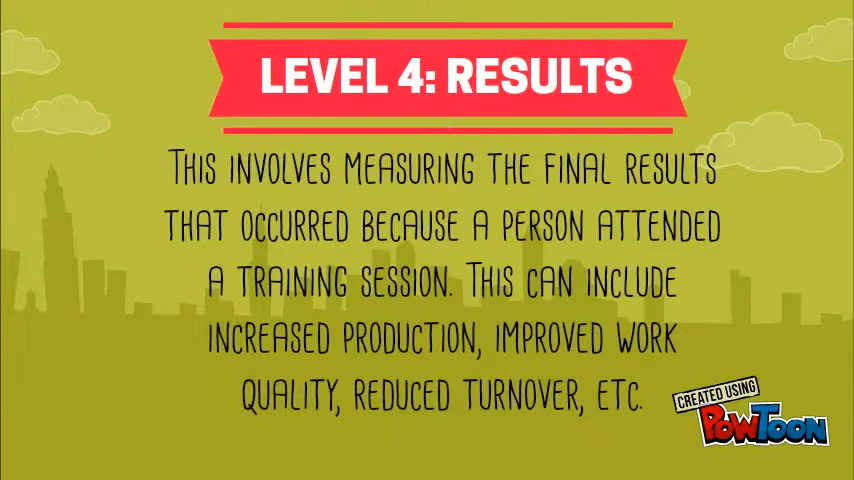 LEVEL 4: RESULTS
THIS INVOLVES MEASURING THE FINAL RESULTS
THAT OCCURRED BECAUSE A PERSON ATTENDED
A TRAINING SESSION. THIS CAN INCLUDE
INCREASED PRODUCTION, IMPROVED WORK
QUALITY, REDUCED TURNOVER, ETC.
CREATED USING
POWTOON